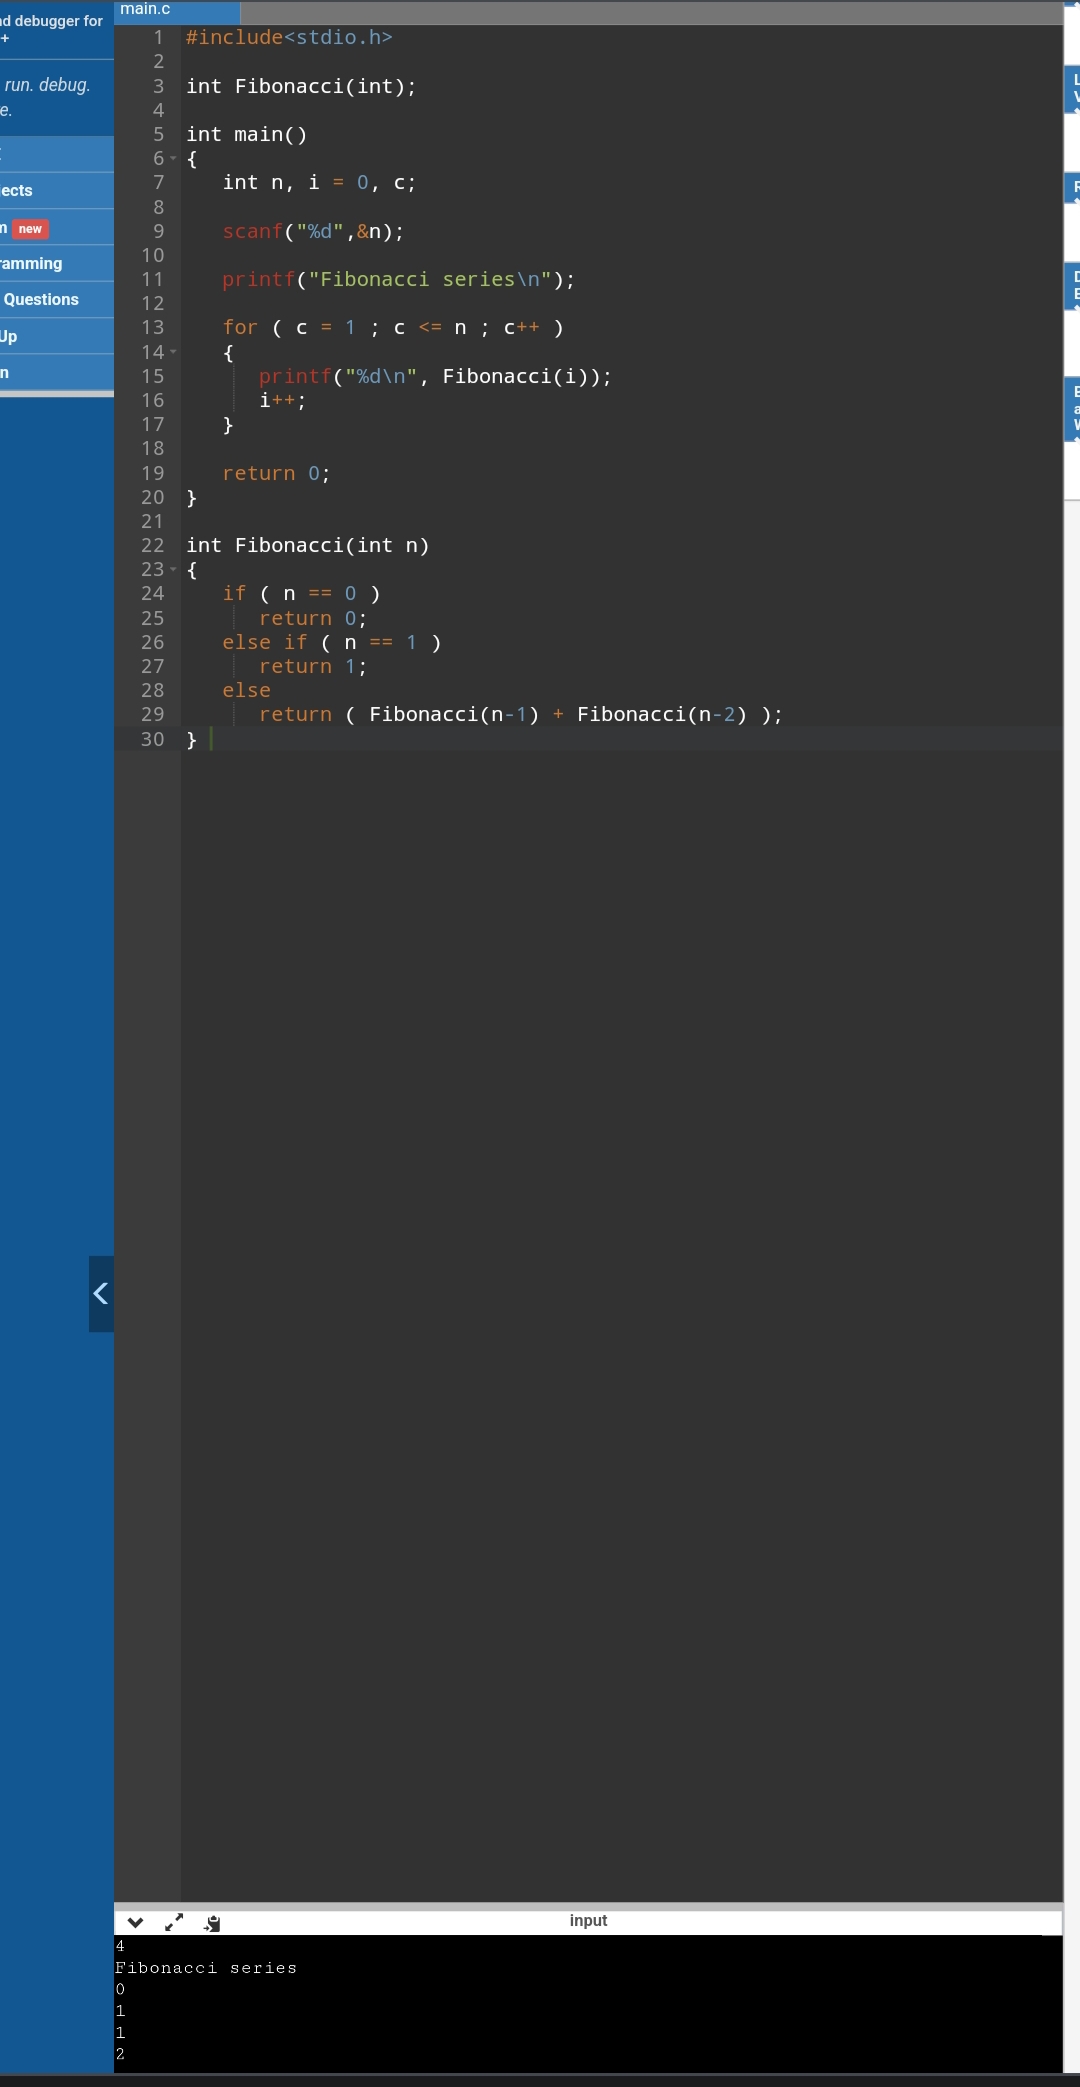 main.c
nd debugger for
+
run. debug.
e.
ects
n new
ramming
Questions
Up
n
1 #include<stdio.h>
2
3 int Fibonacci(int);
4
5 int main()
6 {
7 int n, i = 0, c;
8
9 scanf("%d",&n);
10
11 printf("Fibonacci series\n");
12
13 for ( c = 1 ; c <= n ; c++ )
14 {
15 printf("%d\n", Fibonacci(i));
16 i++;
17 }
18
19 return 0;
20 }
21
22 int Fibonacci(int n)
23 {
24 if ( n == 0 )
25 return 0;
26 else if ( n == 1 )
27 return 1;
28 else
29 return ( Fibonacci(n-1) + Fibonacci(n-2) );
30 }
input
4
Fibonacci series
0
1
1
2